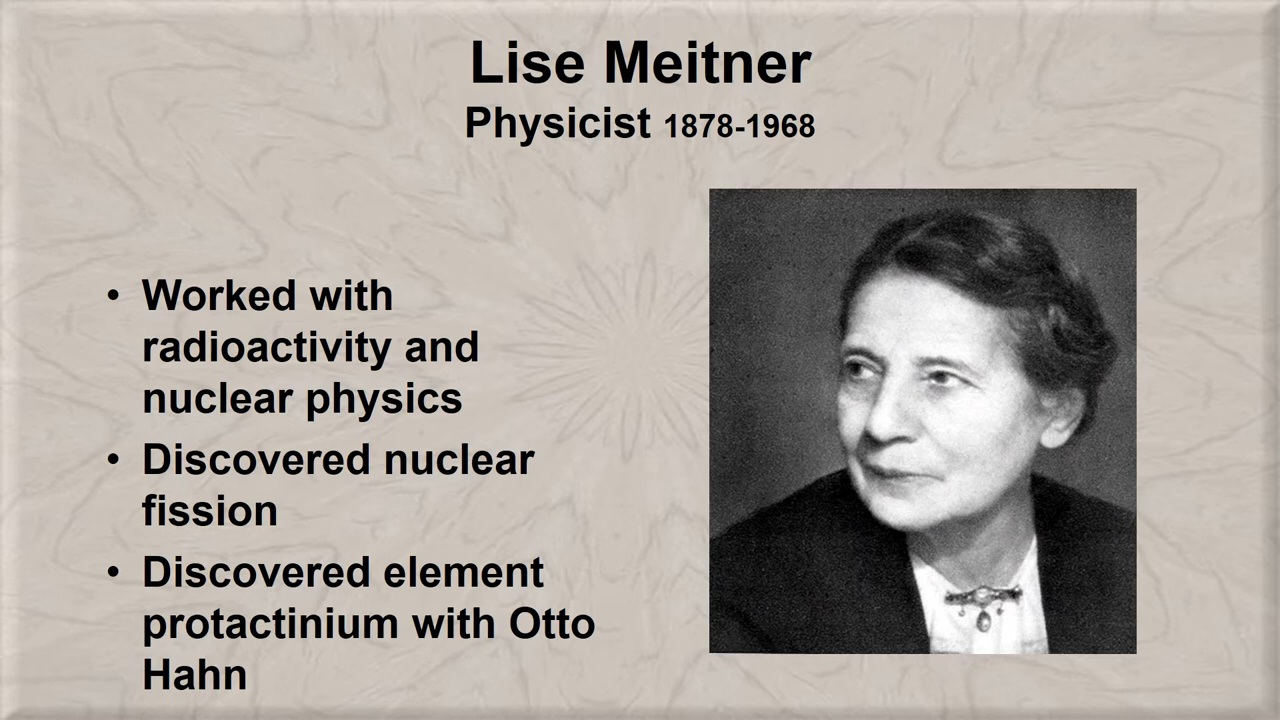 Lise Meitner
Physicist 1878-1968
• Worked with
radioactivity and
nuclear physics
• Discovered nuclear
fission
• Discovered element
protactinium with Otto
Hahn